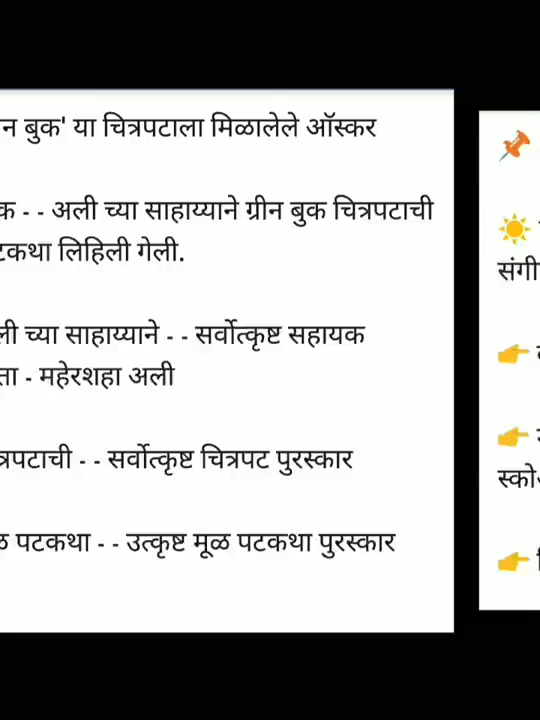 न बुक' या चित्रपटाला मिळालेले ऑस्कर
क - - अली च्या साहाय्याने ग्रीन बुक चित्रपटाची
टकथा लिहिली गेली.
ली च्या साहाय्याने - - सर्वोत्कृष्ट सहायक
ता - महेरशहा अली
त्रपटाची - - सर्वोत्कृष्ट चित्रपट पुरस्कार
ळ पटकथा - - उत्कृष्ट मूळ पटकथा पुरस्कार
संगी
स्को